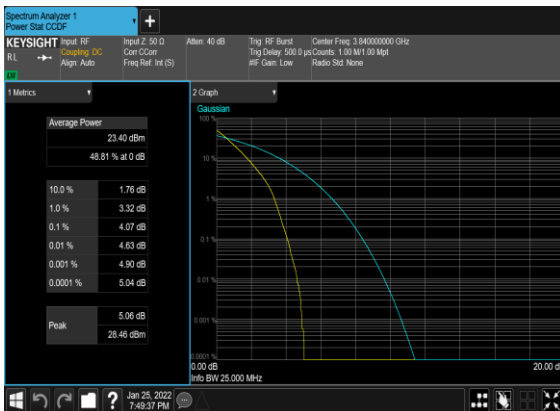 Spectrum Analyzer 1
Power Stat CCDF
KEYSIGHT
RL
LV
Input: RF
Coupling: DC
Align: Auto
Input Z: 50 Ω
Corr CCorr
Freq Ref: Int (S)
Atten: 40 dB
Trig: RF Burst
Trig Delay: 500.0 µs
#IF Gain: Low
Center Freq: 3.840000000 GHz
Counts: 1.00 M/1.00 Mpt
Radio Std: None
1 Metrics
Average Power
23.40 dBm
48.81 % at 0 dB
10.0 % 1.76 dB
1.0 % 3.32 dB
0.1 % 4.07 dB
0.01 % 4.63 dB
0.001 % 4.90 dB
0.0001 % 5.04 dB
Peak
5.06 dB
28.46 dBm
2 Graph
Gaussian
100 %
10 %
1 %
0.1 %
0.01 %
0.001 %
0.0001 %
0.00 dB
20.00 d
Info BW 25.000 MHz
?
Jan 25, 2022
7:49:37 PM